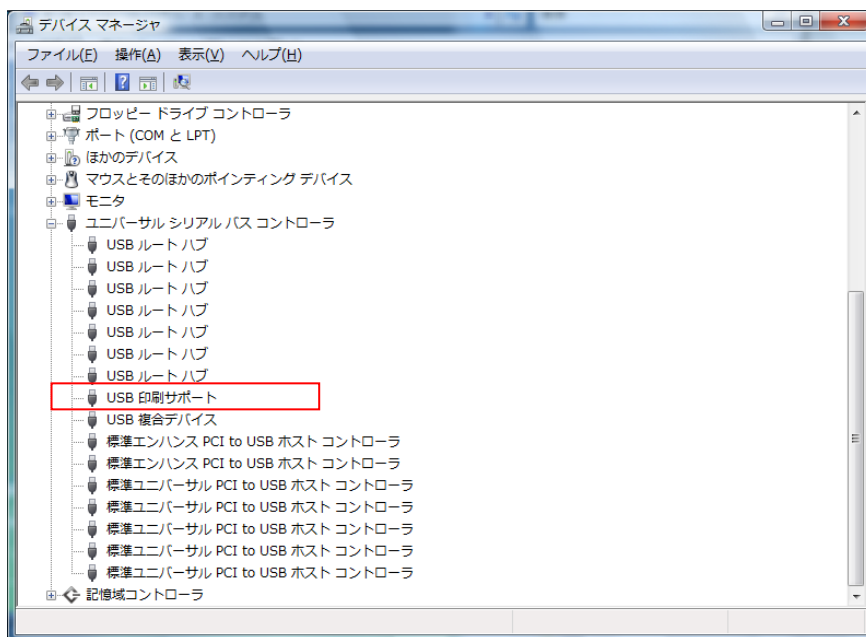 デバイス マネージャ
ファイル(F) 操作(A) 表示(V) ヘルプ(H)
フロッピー ドライブ コントローラ
ポート (COM と LPT)
ほかのデバイス
マウスとそのほかのポインティング デバイス
モニタ
ユニバーサル シリアル バス コントローラ
USB ルート ハブ
USB ルート ハブ
USB ルート ハブ
USB ルート ハブ
USB ルート ハブ
USB ルート ハブ
USB ルート ハブ
USB 印刷サポート
USB 複合デバイス
標準エンハンス PCI to USB ホスト コントローラ
標準エンハンス PCI to USB ホスト コントローラ
標準ユニバーサル PCI to USB ホスト コントローラ
標準ユニバーサル PCI to USB ホスト コントローラ
標準ユニバーサル PCI to USB ホスト コントローラ
標準ユニバーサル PCI to USB ホスト コントローラ
標準ユニバーサル PCI to USB ホスト コントローラ
記憶域コントローラ